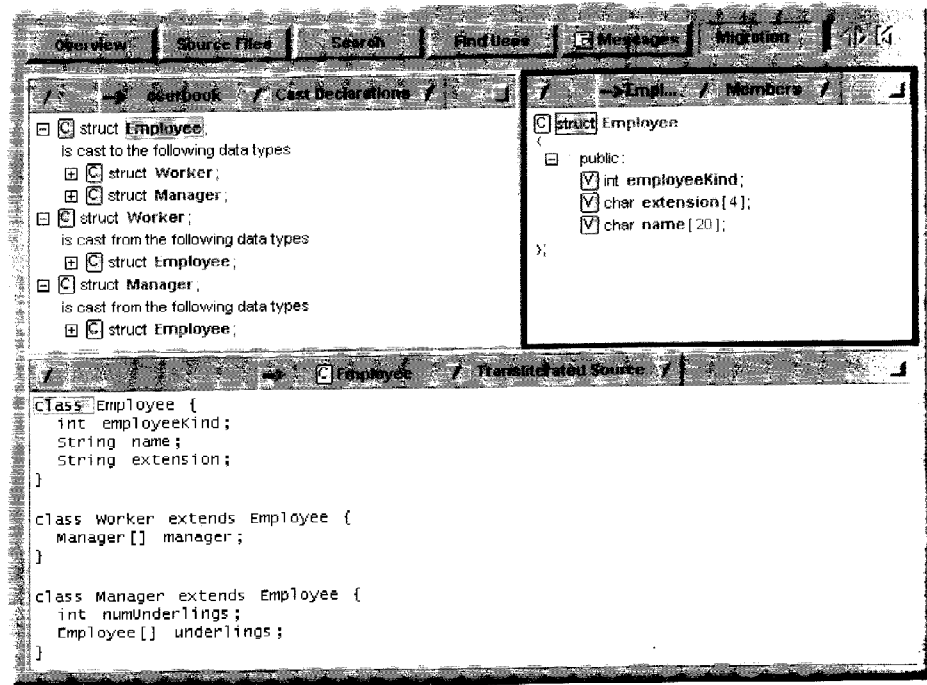 Overview Source Files Search Find Uses Messages Migration
Cast Declarations
C struct Employee;
is cast to the following data types
C struct Worker;
C struct Manager;
C struct Worker;
is cast from the following data types
C struct Employee;
C struct Manager;
is cast from the following data types
C struct Employee;
Empl... / Members
C struct Employee
{
public:
V int employeeKind;
V char extension[4];
V char name[20];
};
C Employee / Transliterated Source
class Employee {
int employeeKind;
String name;
String extension;
}
class Worker extends Employee {
Manager[] manager;
}
class Manager extends Employee {
int numUnderlings;
Employee[] underlings;
}